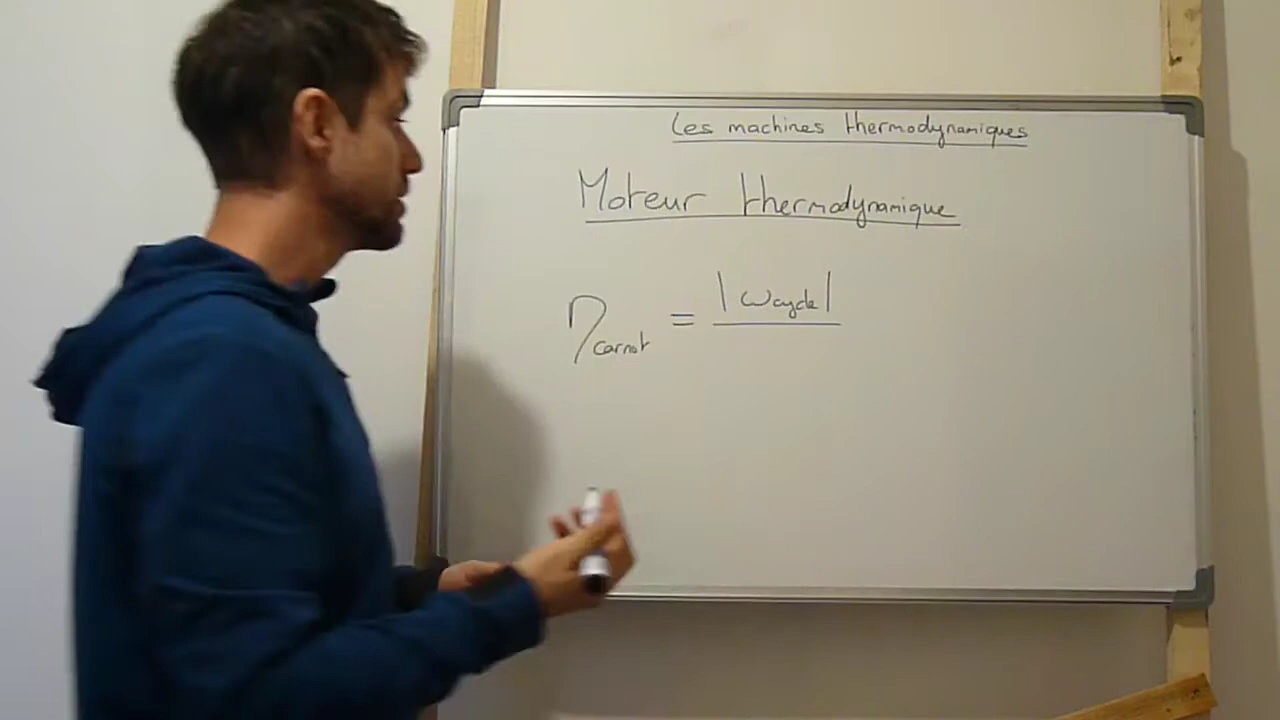 Les machines thermodynamiques
Moteur thermodynamique
η carnot = |Wcycle|